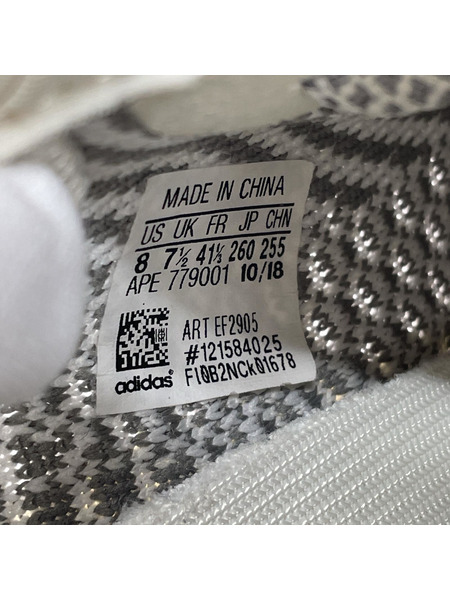 MADE IN CHINA
US UK FR JP CHN
8 7½ 41⅓ 260 255
APE 779001 10/18
ART EF2905
#121584025
F10B2NCk01678
adidas